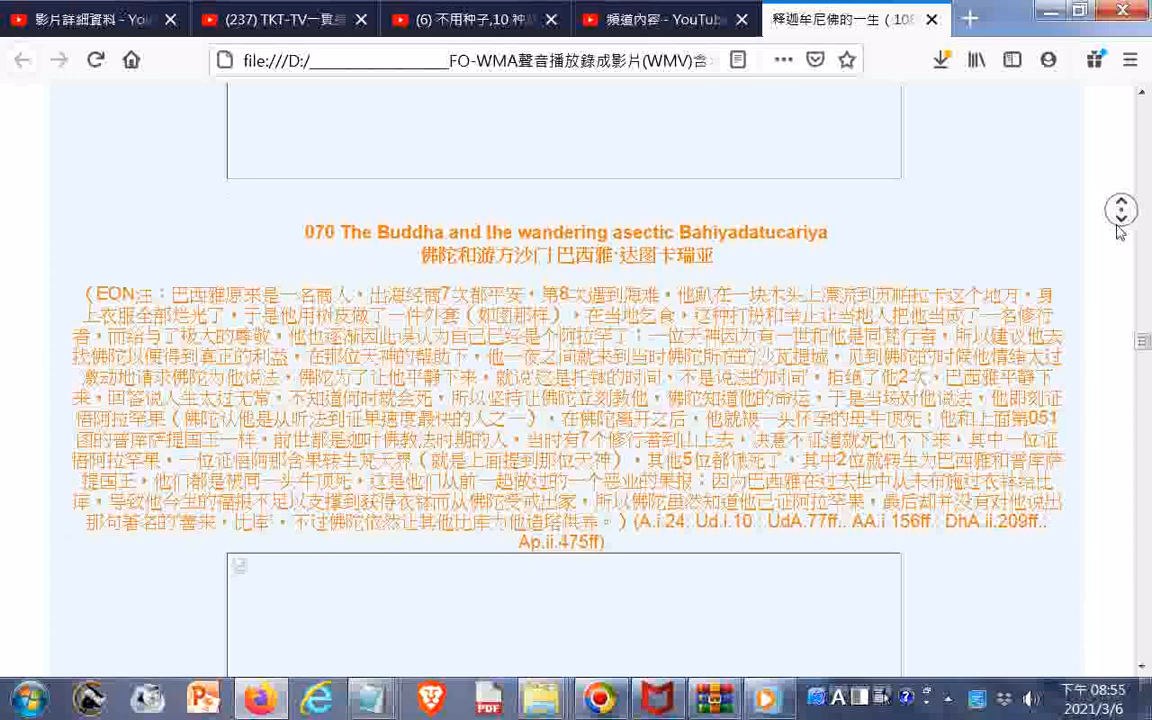 影片詳細資料 - You
(237) TKT-TV一貫
(6) 不用种子,10 种
頻道內容 - YouTub
释迦牟尼佛的一生（ 108
file:///D:/__________________FO-WMA聲音播放錄成影片(WMV)含
070 The Buddha and the wandering asectic Bahiyadatucariya
佛陀和游方沙门 巴西雅·达图卡瑞亚
（EON注：巴西雅原来是一名商人，出海经商7次都平安，第8次遇到海难，他趴在一块木头上漂流到苏帕拉卡这个地方，身
上衣服全部烂光了，于是他用树皮做了一件外套（如图那样），在当地乞食，这种打扮和举止让当地人把他当成了一名修行
者，而给与了极大的尊敬，他也逐渐因此误认为自己已经是个阿拉罕了；一位天神因为有一世和他是同梵行者，所以建议他去
找佛陀以便得到真正的利益，在那位天神的帮助下，他一夜之间就来到当时佛陀所在的沙瓦提城，见到佛陀的时候他情绪太过
激动地请求佛陀为他说法，佛陀为了让他平静下来，就说‘这是托钵的时间，不是说法的时间’，拒绝了他2次，巴西雅平静下
来，回答说人生太过无常，不知道何时就会死，所以坚持让佛陀立刻教他，佛陀知道他的命运，于是当场对他说法，他即刻证
悟阿拉罕果（佛陀认他是从听法到证果速度最快的人之一），在佛陀离开之后，他就被一头怀孕的母牛顶死；他和上面第051
图的普库萨提国王一样，前世都是迦叶佛教法时期的人，当时有7个修行者到山上去，决意不证道就死也不下来，其中一位证
悟阿拉罕果，一位证悟阿那含果转生梵天界（就是上面提到那位天神），其他5位都饿死了，其中2位就转生为巴西雅和普库萨
提国王，他们都是被同一头牛顶死，这是他们从前一起做过的一个恶业的果报；因为巴西雅在过去世中从未布施过衣钵给比
库，导致他今生的福报不足以支撑到获得衣钵而从佛陀受戒出家，所以佛陀虽然知道他已证阿拉罕果，最后却并没有对他说出
那句著名的‘善来，比库’，不过佛陀依然让其他比库为他造塔供养。）(A.i.24; Ud.i.10 ; UdA.77ff.; AA.i 156ff.; DhA.ii.209ff.;
Ap.ii.475ff)
下午 08:55
2021/3/6